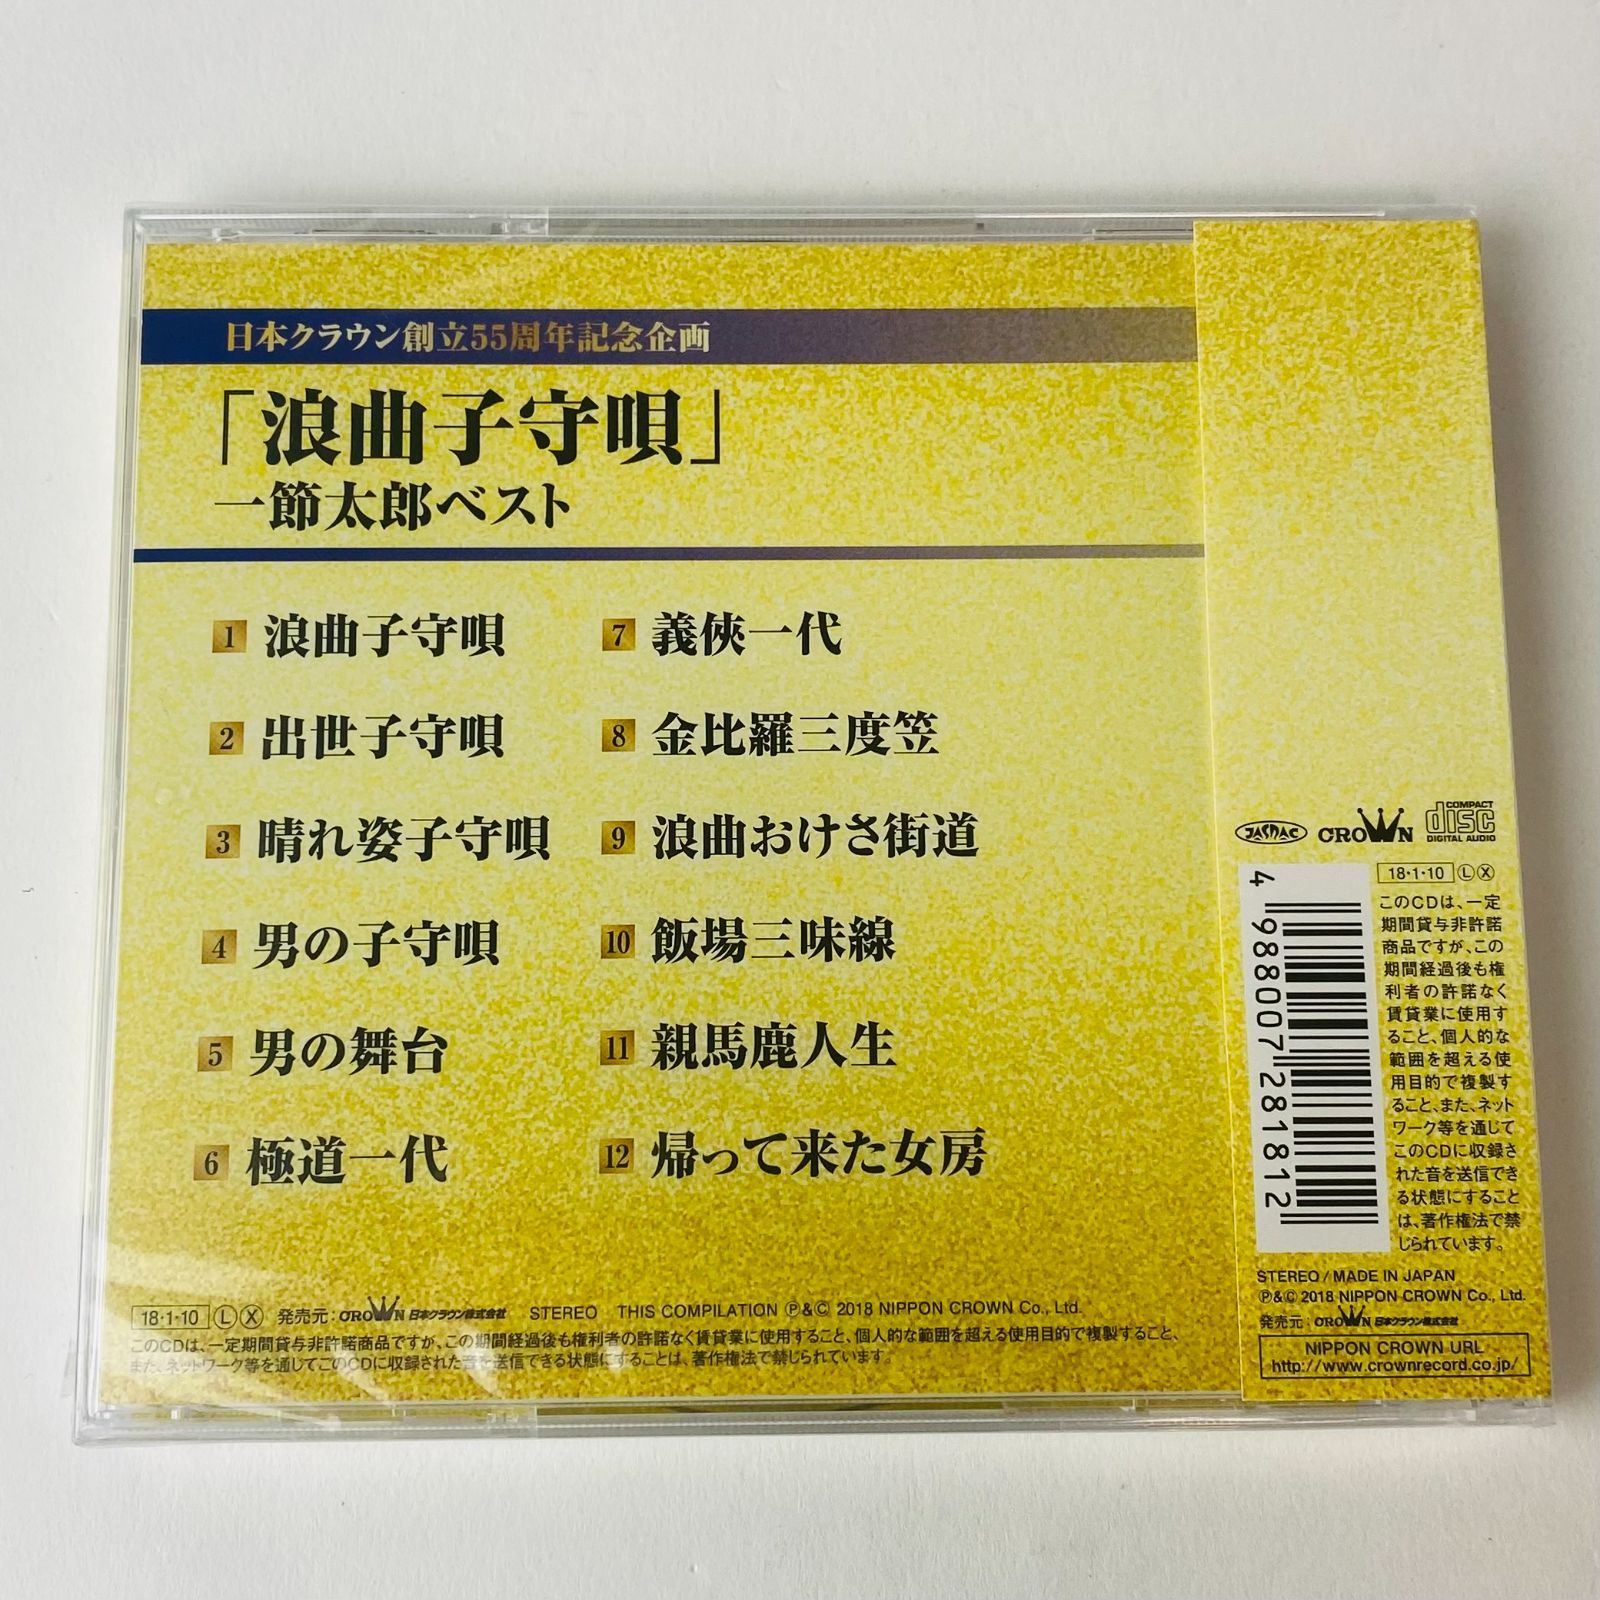 日本クラウン創立55周年記念企画
「浪曲子守唄」
一節太郎ベスト
1 浪曲子守唄
2 出世子守唄
3 晴れ姿子守唄
4 男の子守唄
5 男の舞台
6 極道一代
7 義俠一代
8 金比羅三度笠
9 浪曲おけさ街道
10 飯場三味線
11 親馬鹿人生
12 帰って来た女房
18・1・10 Ⓛ Ⓧ 発売元：CROWN 日本クラウン株式会社 STEREO THIS COMPILATION Ⓟ&Ⓒ 2018 NIPPON CROWN Co., Ltd.
このCDは、一定期間貸与非許諾商品ですが、この期間経過後も権利者の許諾なく賃貸業に使用すること、個人的な範囲を超える使用目的で複製すること、
また、ネットワーク等を通じてこのCDに収録された音を送信できる状態にすることは、著作権法で禁じられています。
JASRAC CROWN COMPACT disc DIGITAL AUDIO
4 988007 281812
18・1・10 Ⓛ Ⓧ
このCDは、一定
期間貸与非許諾
商品ですが、この
期間経過後も権
利者の許諾なく
賃貸業に使用す
ること、個人的な
範囲を超える使
用目的で複製す
ること、また、ネット
ワーク等を通じて
このCDに収録さ
れた音を送信でき
る状態にすること
は、著作権法で禁
じられています。
STEREO / MADE IN JAPAN
Ⓟ&Ⓒ 2018 NIPPON CROWN Co., Ltd.
発売元：CROWN 日本クラウン株式会社
NIPPON CROWN URL
http://www.crownrecord.co.jp/